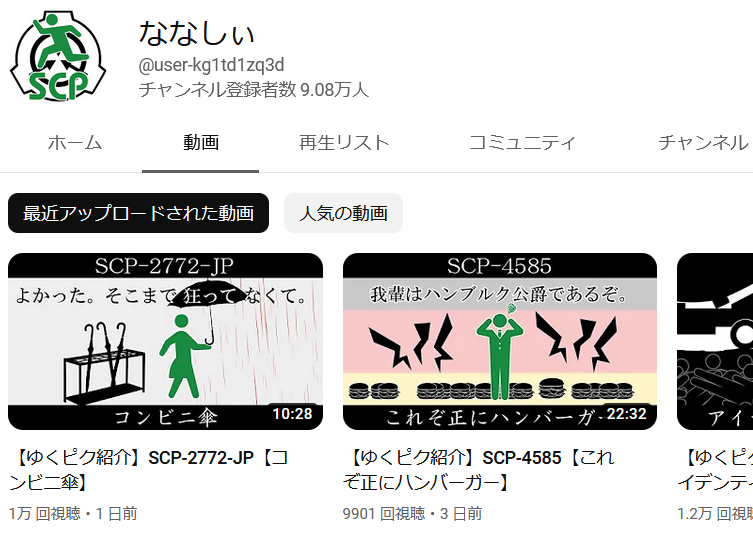 SCP
ななしぃ
@user-kg1td1zq3d
チャンネル登録者数 9.08万人
ホーム
動画
再生リスト
コミュニティ
チャンネル
最近アップロードされた動画
人気の動画
SCP-2772-JP
よかった。そこまで狂ってなくて。
コンビニ傘
10:28
【ゆくピク紹介】SCP-2772-JP【コ
ンビニ傘】
1万 回視聴・1 日前
SCP-4585
我輩はハンブルク公爵であるぞ。
これぞ正にハンバーガ
22:32
【ゆくピク紹介】SCP-4585【これ
ぞ正にハンバーガー】
9901 回視聴・3 日前
アイ
【ゆくピ
イデンティ
1.2万 回視